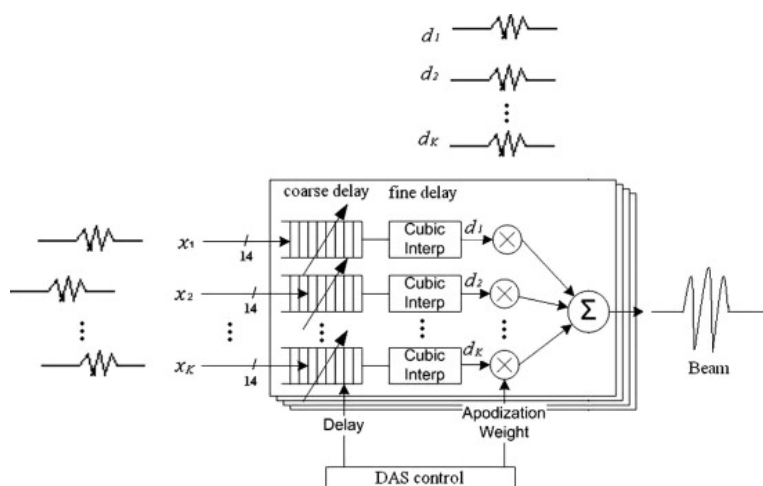 d1
d2
dK
coarse delay fine delay
x1 14 Cubic Interp d1
x2 14 Cubic Interp d2
xK 14 Cubic Interp dK
Σ
Beam
Delay
Apodization
Weight
DAS control